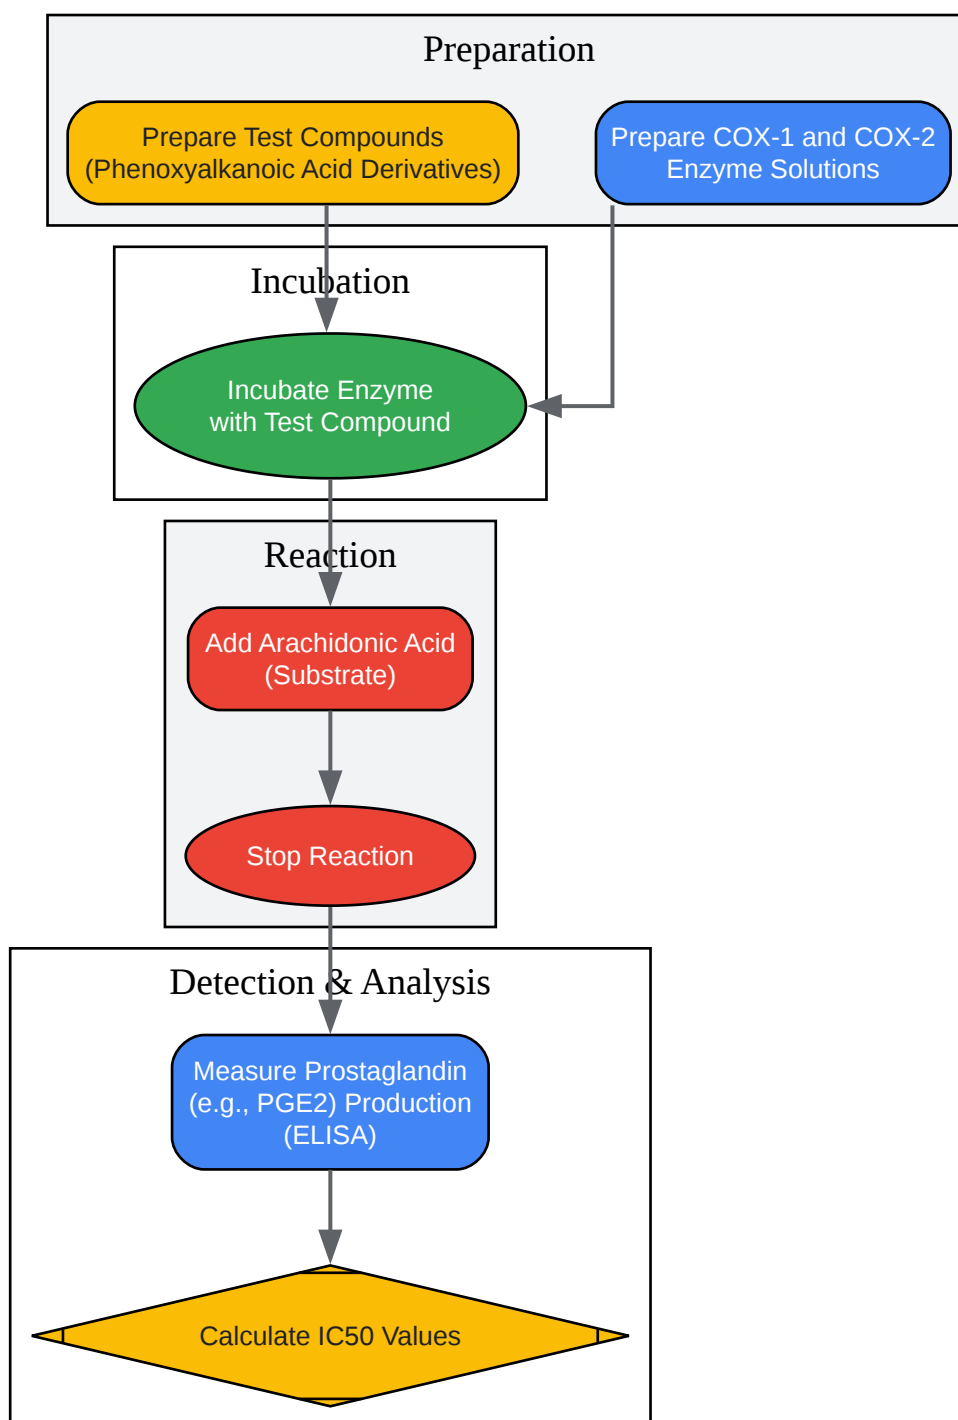 Preparation
Prepare Test Compounds
(Phenoxyalkanoic Acid Derivatives)
Prepare COX-1 and COX-2
Enzyme Solutions
Incubation
Incubate Enzyme
with Test Compound
Reaction
Add Arachidonic Acid
(Substrate)
Stop Reaction
Detection & Analysis
Measure Prostaglandin
(e.g., PGE2) Production
(ELISA)
Calculate IC50 Values